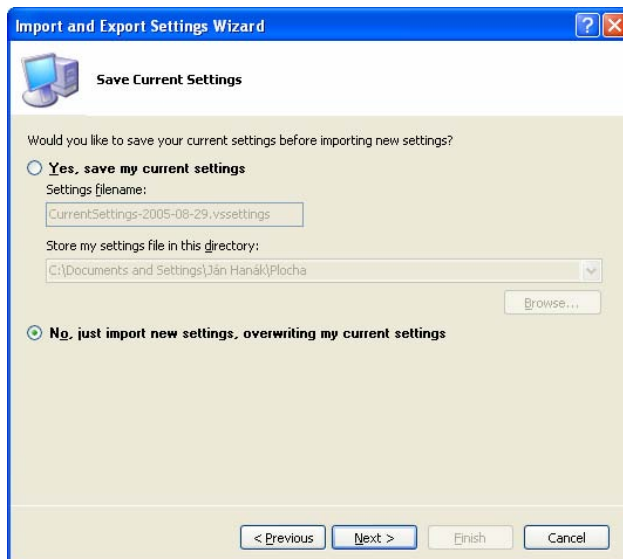 Import and Export Settings Wizard
Save Current Settings
Would you like to save your current settings before importing new settings?
Yes, save my current settings
Settings filename:
CurrentSettings-2005-08-29.vssettings
Store my settings file in this directory:
C:\Documents and Settings\Ján Hanák\Plocha
Browse...
No, just import new settings, overwriting my current settings
< Previous
Next >
Finish
Cancel